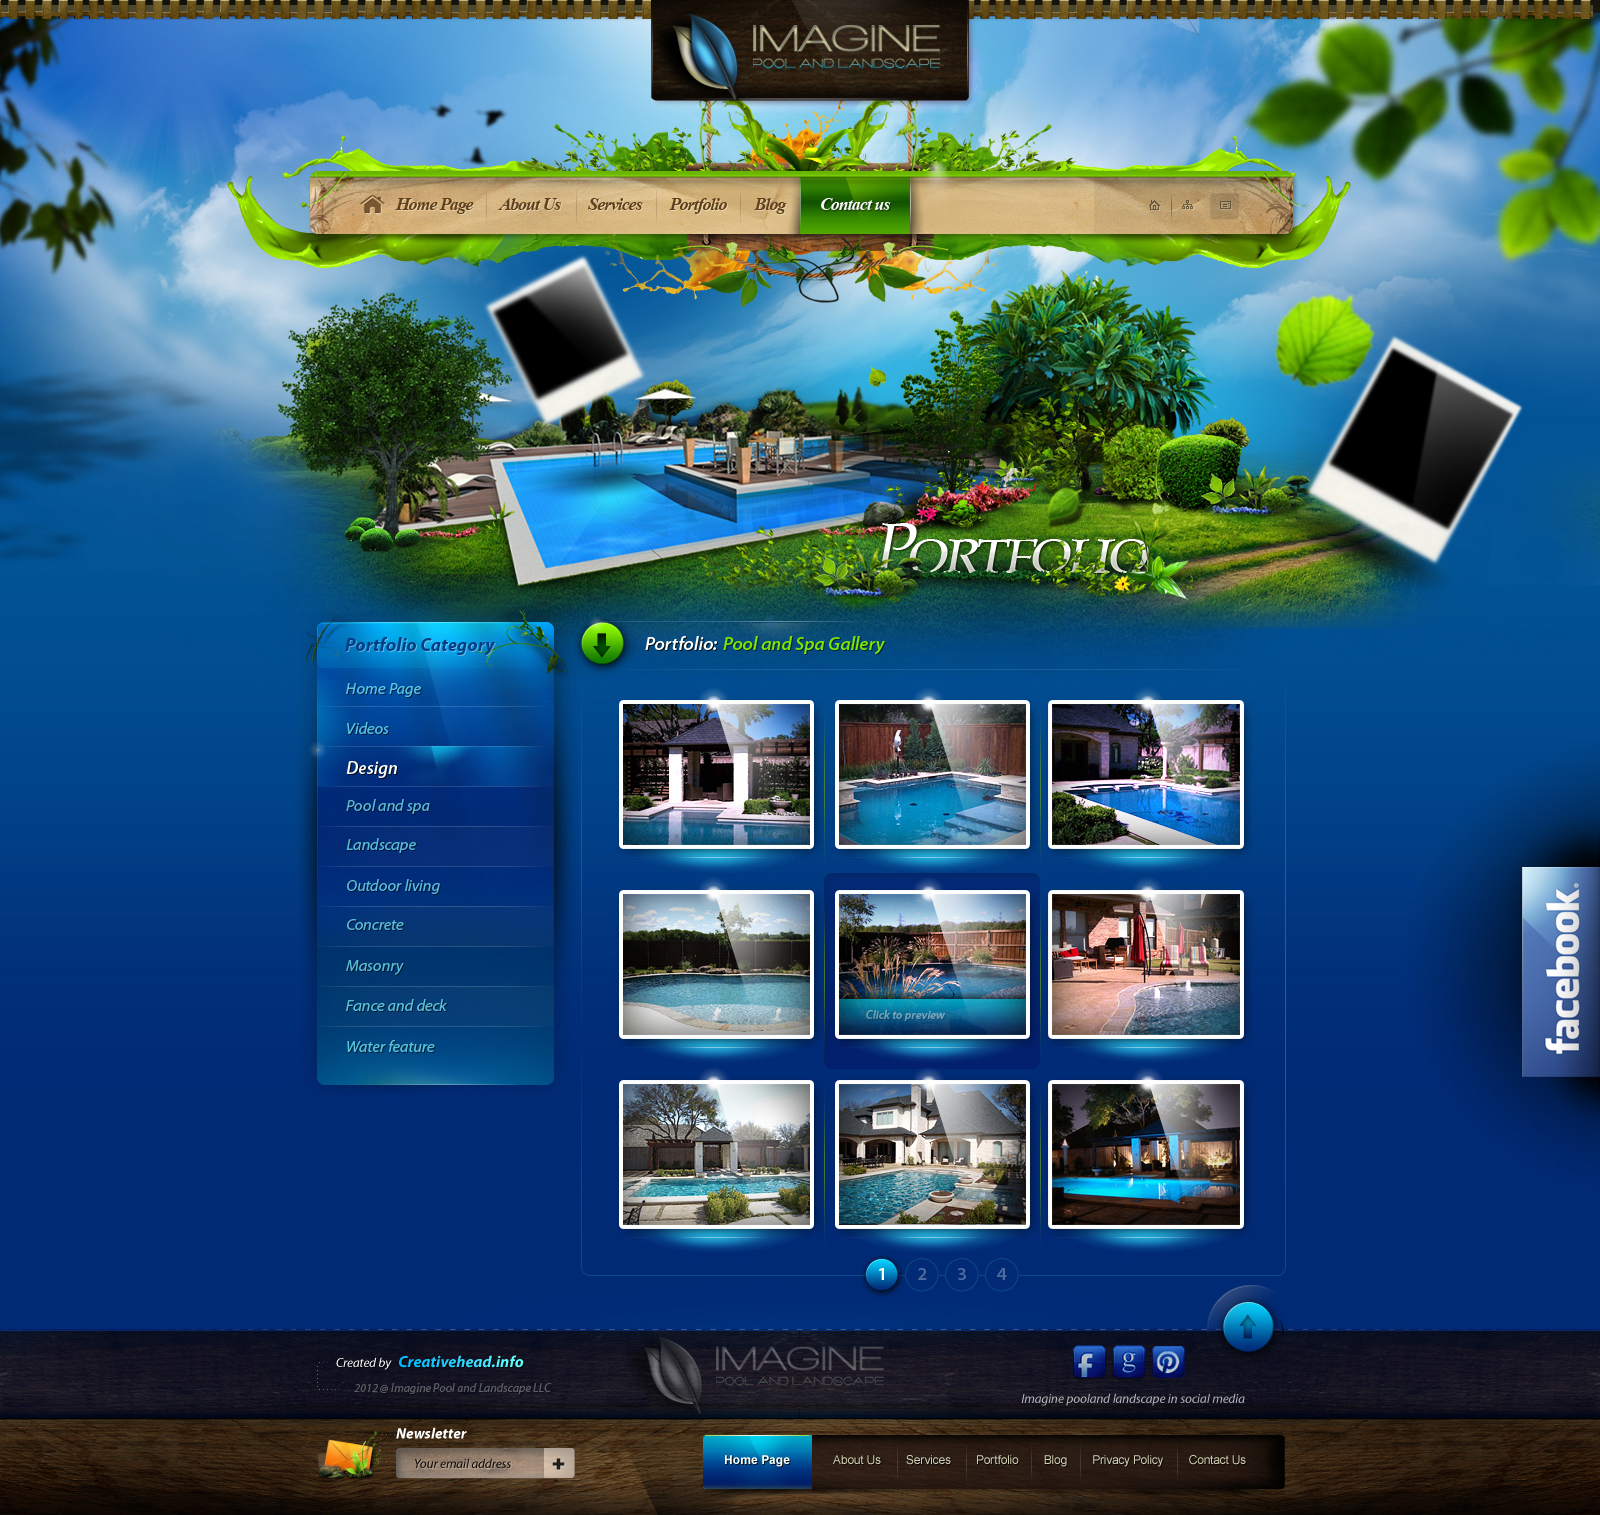 IMAGINE
POOL AND LANDSCAPE
Home Page About Us Services Portfolio Blog Contact us
PORTFOLIO
Portfolio Category
Home Page
Videos
Design
Pool and spa
Landscape
Outdoor living
Concrete
Masonry
Fance and deck
Water feature
Portfolio: Pool and Spa Gallery
Click to preview
1 2 3 4
facebook®
Created by Creativehead.info
2012 @ Imagine Pool and Landscape LLC
IMAGINE
POOL AND LANDSCAPE
f g P
Imagine pooland landscape in social media
Newsletter
Your email address +
Home Page About Us Services Portfolio Blog Privacy Policy Contact Us